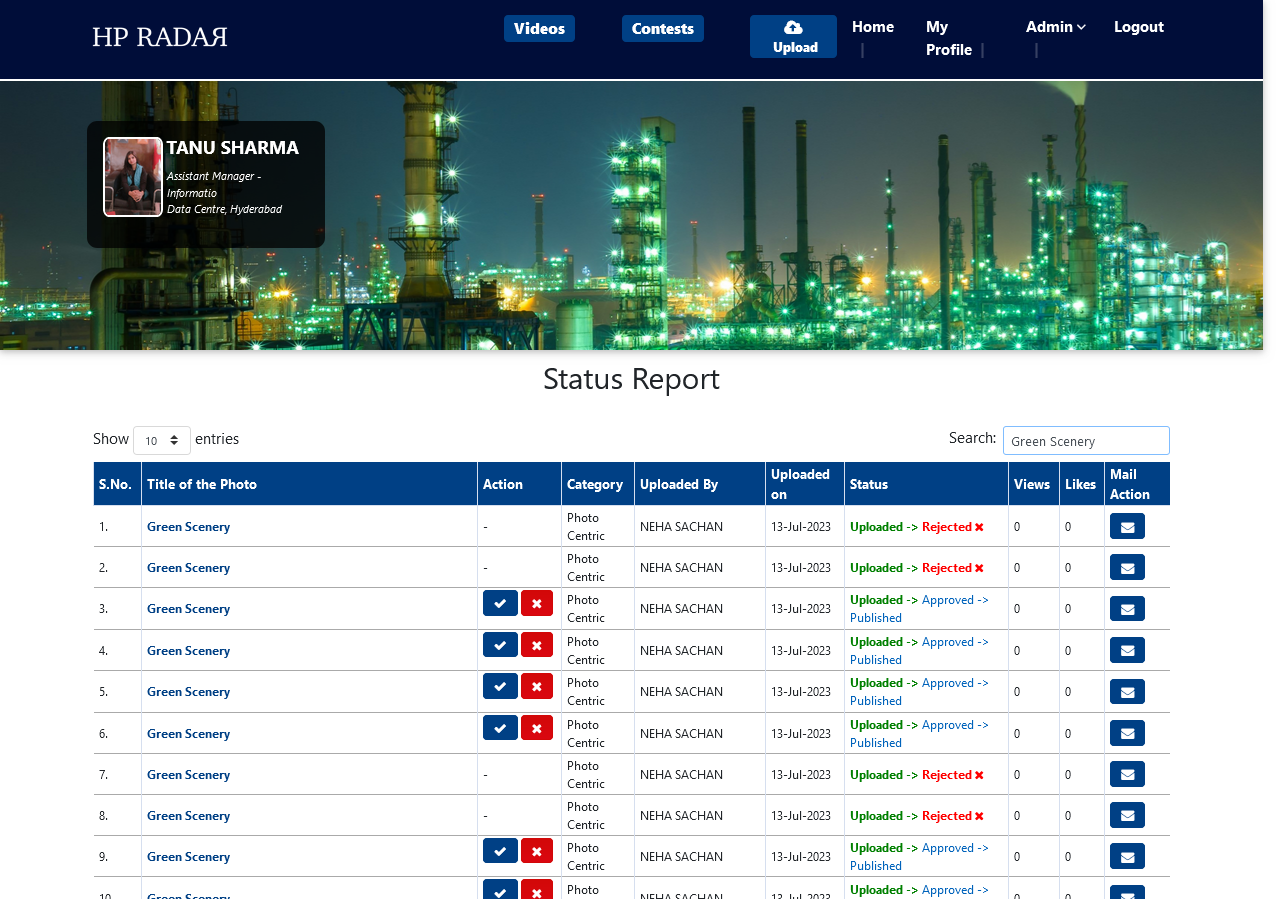 HP RADAЯ
Videos
Contests
Upload
Home
|
My
Profile |
Admin
|
Logout
TANU SHARMA
Assistant Manager -
Informatio
Data Centre, Hyderabad
Status Report
Show 10 entries
Search: Green Scenery
S.No. Title of the Photo Action Category Uploaded By Uploaded on Status Views Likes Mail Action
1. Green Scenery - Photo Centric NEHA SACHAN 13-Jul-2023 Uploaded -> Rejected 0 0
2. Green Scenery - Photo Centric NEHA SACHAN 13-Jul-2023 Uploaded -> Rejected 0 0
3. Green Scenery Photo Centric NEHA SACHAN 13-Jul-2023 Uploaded -> Approved -> Published 0 0
4. Green Scenery Photo Centric NEHA SACHAN 13-Jul-2023 Uploaded -> Approved -> Published 0 0
5. Green Scenery Photo Centric NEHA SACHAN 13-Jul-2023 Uploaded -> Approved -> Published 0 0
6. Green Scenery Photo Centric NEHA SACHAN 13-Jul-2023 Uploaded -> Approved -> Published 0 0
7. Green Scenery - Photo Centric NEHA SACHAN 13-Jul-2023 Uploaded -> Rejected 0 0
8. Green Scenery - Photo Centric NEHA SACHAN 13-Jul-2023 Uploaded -> Rejected 0 0
9. Green Scenery Photo Centric NEHA SACHAN 13-Jul-2023 Uploaded -> Approved -> Published 0 0
10. Green Scenery Photo NEHA SACHAN 13-Jul-2023 Uploaded -> Approved -> 0 0